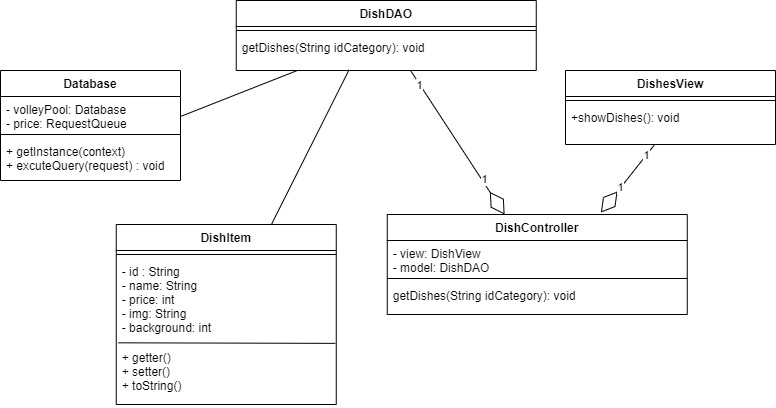 DishDAO
getDishes(String idCategory): void
Database
- volleyPool: Database
- price: RequestQueue
+ getInstance(context)
+ excuteQuery(request) : void
DishesView
+showDishes(): void
1
1
1
1
DishItem
- id : String
- name: String
- price: int
- img: String
- background: int
+ getter()
+ setter()
+ toString()
DishController
- view: DishView
- model: DishDAO
getDishes(String idCategory): void